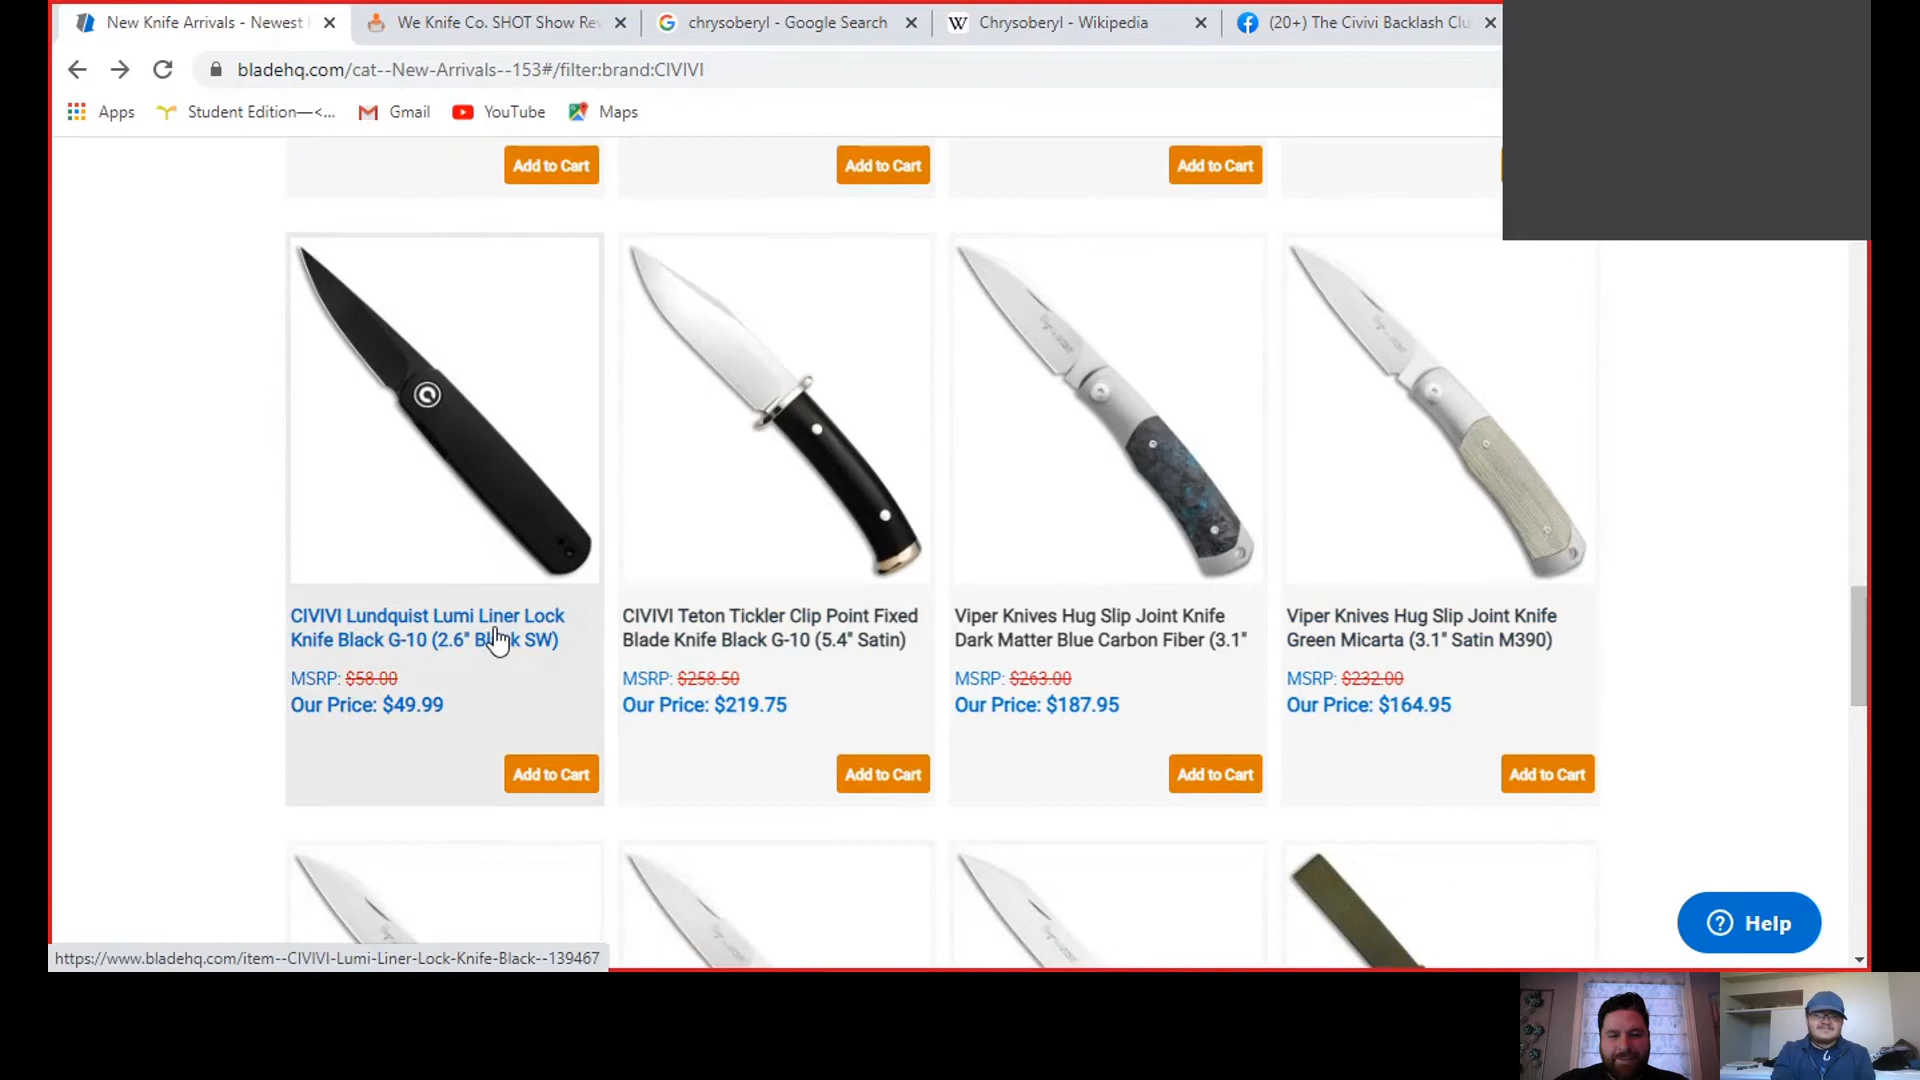 New Knife Arrivals - Newest
We Knife Co. SHOT Show Re
chrysoberyl - Google Search
W
Chrysoberyl - Wikipedia
(20+) The Civivi Backlash Clu
bladehq.com/cat--New-Arrivals--153#/filter:brand:CIVIVI
Apps
Student Edition—<...
Gmail
YouTube
Maps
Add to Cart
Add to Cart
Add to Cart
CIVIVI Lundquist Lumi Liner Lock
Knife Black G-10 (2.6" Black SW)
MSRP: $58.00
Our Price: $49.99
Add to Cart
CIVIVI Teton Tickler Clip Point Fixed
Blade Knife Black G-10 (5.4" Satin)
MSRP: $258.50
Our Price: $219.75
Add to Cart
Viper Knives Hug Slip Joint Knife
Dark Matter Blue Carbon Fiber (3.1"
MSRP: $263.00
Our Price: $187.95
Add to Cart
Viper Knives Hug Slip Joint Knife
Green Micarta (3.1" Satin M390)
MSRP: $232.00
Our Price: $164.95
Add to Cart
? Help
https://www.bladehq.com/item--CIVIVI-Lumi-Liner-Lock-Knife-Black--139467